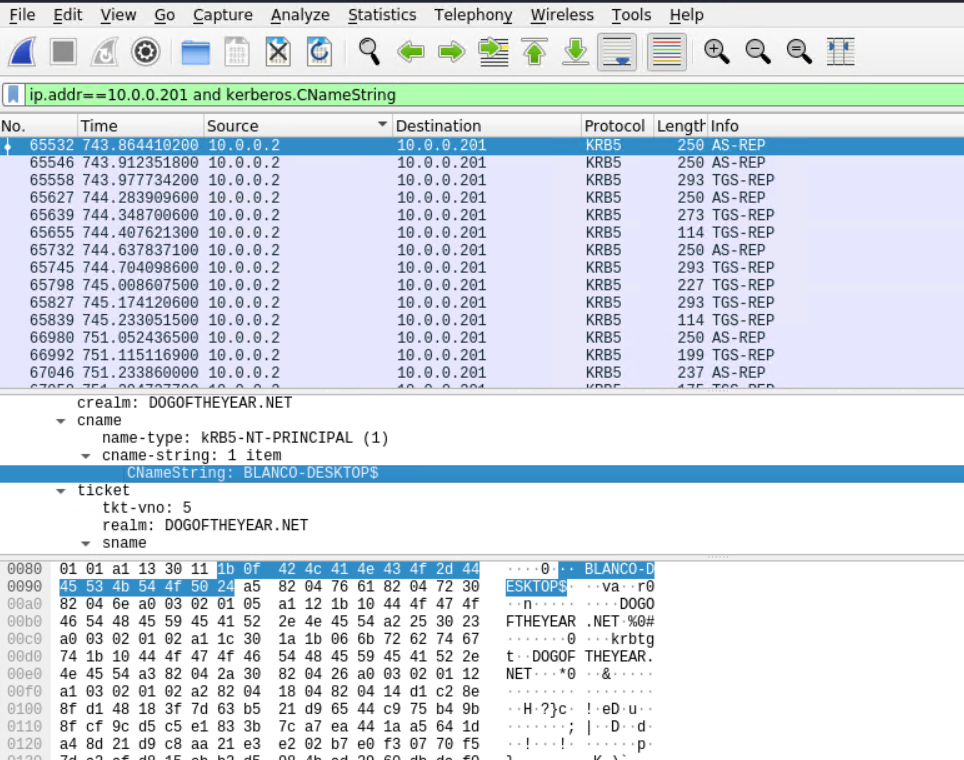 File Edit View Go Capture Analyze Statistics Telephony Wireless Tools Help
ip.addr==10.0.0.201 and kerberos.CNameString
No. Time Source Destination Protocol Length Info
65532 743.864410200 10.0.0.2 10.0.0.201 KRB5 250 AS-REP
65546 743.912351800 10.0.0.2 10.0.0.201 KRB5 250 AS-REP
65558 743.977734200 10.0.0.2 10.0.0.201 KRB5 293 TGS-REP
65627 744.283909600 10.0.0.2 10.0.0.201 KRB5 250 AS-REP
65639 744.348700600 10.0.0.2 10.0.0.201 KRB5 273 TGS-REP
65655 744.407621300 10.0.0.2 10.0.0.201 KRB5 114 TGS-REP
65732 744.637837100 10.0.0.2 10.0.0.201 KRB5 250 AS-REP
65745 744.704098600 10.0.0.2 10.0.0.201 KRB5 293 TGS-REP
65798 745.008607500 10.0.0.2 10.0.0.201 KRB5 227 TGS-REP
65827 745.174120600 10.0.0.2 10.0.0.201 KRB5 293 TGS-REP
65839 745.233051500 10.0.0.2 10.0.0.201 KRB5 114 TGS-REP
66980 751.052436500 10.0.0.2 10.0.0.201 KRB5 250 AS-REP
66992 751.115116900 10.0.0.2 10.0.0.201 KRB5 199 TGS-REP
67046 751.233860000 10.0.0.2 10.0.0.201 KRB5 237 AS-REP
crealm: DOGOFTHEYEAR.NET
cname
name-type: kRB5-NT-PRINCIPAL (1)
cname-string: 1 item
CNameString: BLANCO-DESKTOP$
ticket
tkt-vno: 5
realm: DOGOFTHEYEAR.NET
sname
0080 01 01 a1 13 30 11 1b 0f 42 4c 41 4e 43 4f 2d 44 ····0··· BLANCO-D
0090 45 53 4b 54 4f 50 24 a5 82 04 76 61 82 04 72 30 ESKTOP$· ··va··r0
00a0 82 04 6e a0 03 02 01 05 a1 12 1b 10 44 4f 47 4f ··n····· ····DOGO
00b0 46 54 48 45 59 45 41 52 2e 4e 45 54 a2 25 30 23 FTHEYEAR .NET·%0#
00c0 a0 03 02 01 02 a1 1c 30 1a 1b 06 6b 72 62 74 67 ·······0 ···krbtg
00d0 74 1b 10 44 4f 47 4f 46 54 48 45 59 45 41 52 2e t··DOGOF THEYEAR.
00e0 4e 45 54 a3 82 04 2a 30 82 04 26 a0 03 02 01 12 NET···*0 ··&·····
00f0 a1 03 02 01 02 a2 82 04 18 04 82 04 14 d1 c2 8e ········ ········
0100 8f d1 48 18 3f 7d 63 b5 21 d9 65 44 c9 75 b4 9b ··H·?}c· !·eD·u··
0110 8f cf 9c d5 c5 e1 83 3b 7c a7 ea 44 1a a5 64 1d ·······; |··D··d·
0120 a4 8d 21 d9 c8 aa 21 e3 e2 02 b7 e0 f3 07 70 f5 ··!···!· ······p·